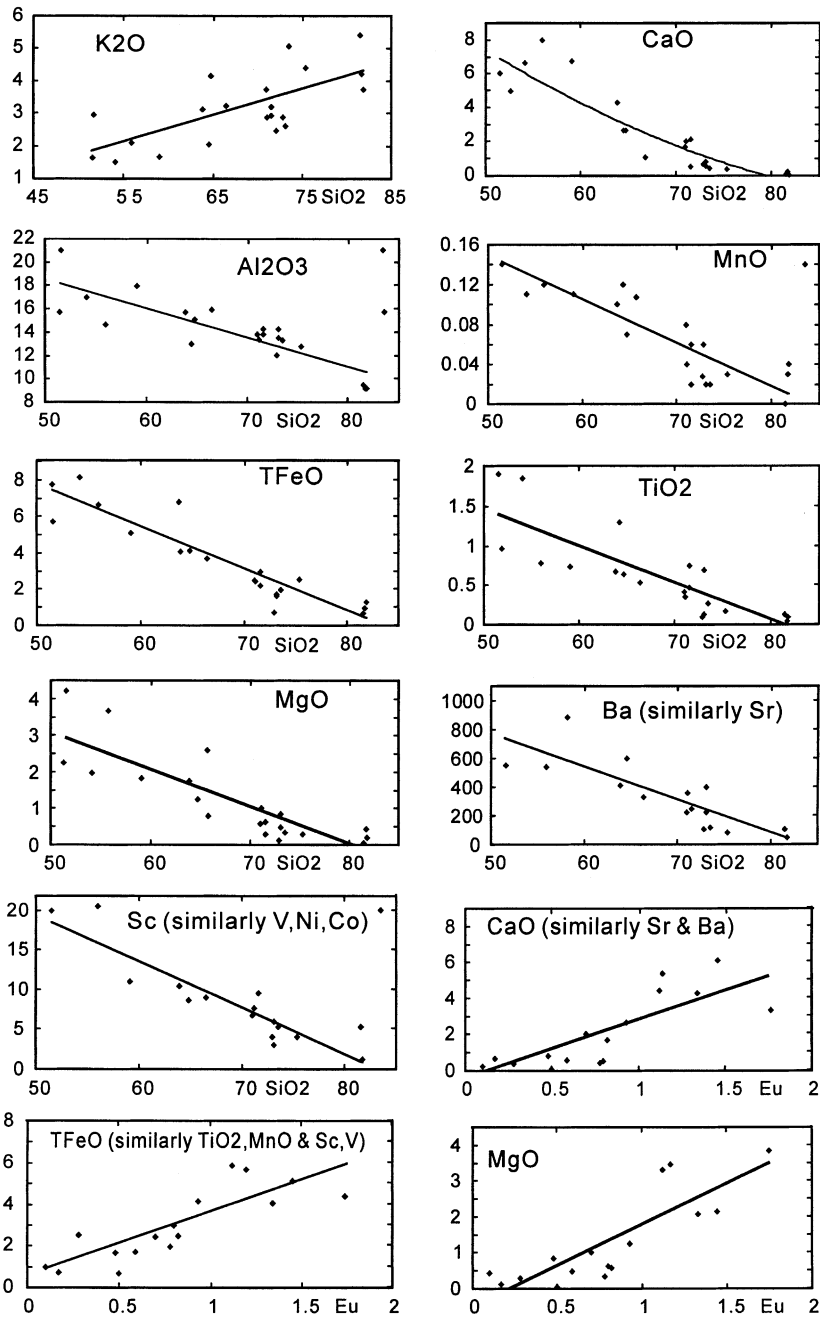 K2O
6
5
4
3
2
1
45 55 65 75 SiO2 85
CaO
8
6
4
2
0
50 60 70 SiO2 80
Al2O3
22
20
18
16
14
12
10
8
50 60 70 SiO2 80
MnO
0.16
0.12
0.08
0.04
0
50 60 70 SiO2 80
TFeO
8
6
4
2
0
50 60 70 SiO2 80
TiO2
2
1.5
1
0.5
0
50 60 70 SiO2 80
MgO
4
3
2
1
0
50 60 70 SiO2 80
Ba (similarly Sr)
1000
800
600
400
200
0
50 60 70 SiO2 80
Sc (similarly V,Ni,Co)
20
15
10
5
0
50 60 70 SiO2 80
CaO (similarly Sr & Ba)
8
6
4
2
0
0 0.5 1 1.5 Eu 2
TFeO (similarly TiO2,MnO & Sc,V)
8
6
4
2
0
0 0.5 1 Eu 2
MgO
4
3
2
1
0
0 0.5 1 1.5 Eu 2